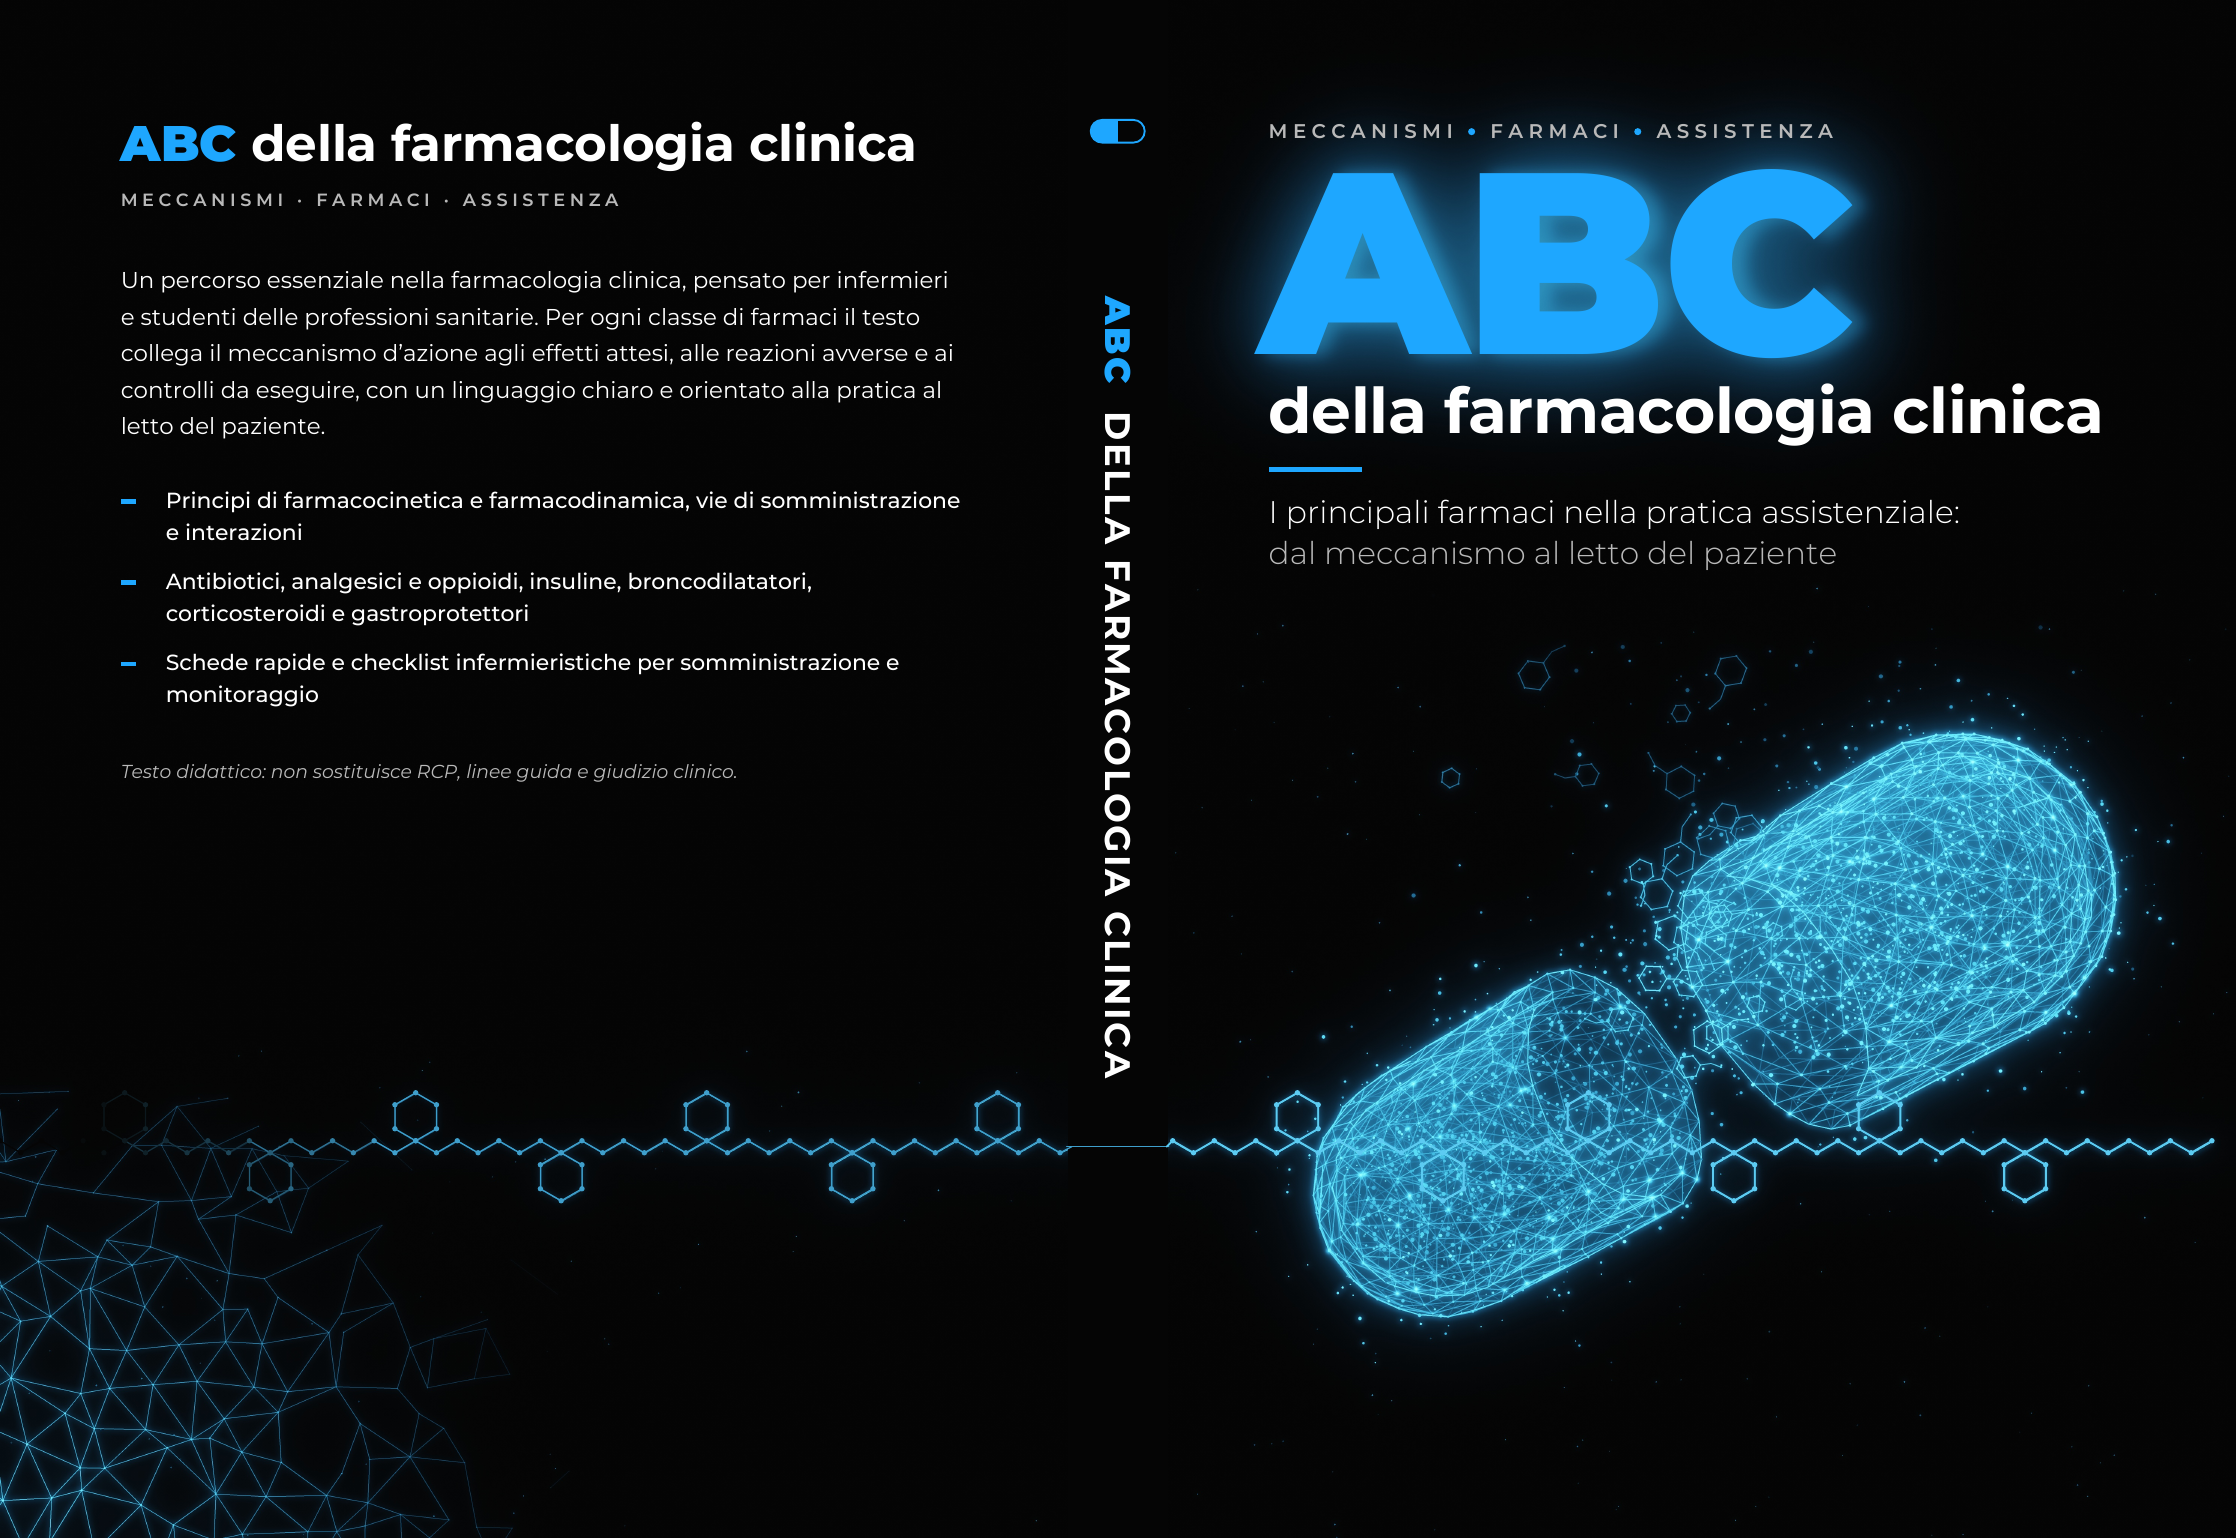 ABC della farmacologia clinica
MECCANISMI · FARMACI · ASSISTENZA
Un percorso essenziale nella farmacologia clinica, pensato per infermieri
e studenti delle professioni sanitarie. Per ogni classe di farmaci il testo
collega il meccanismo d’azione agli effetti attesi, alle reazioni avverse e ai
controlli da eseguire, con un linguaggio chiaro e orientato alla pratica al
letto del paziente.
Principi di farmacocinetica e farmacodinamica, vie di somministrazione
e interazioni
Antibiotici, analgesici e oppioidi, insuline, broncodilatatori,
corticosteroidi e gastroprotettori
Schede rapide e checklist infermieristiche per somministrazione e
monitoraggio
Testo didattico: non sostituisce RCP, linee guida e giudizio clinico.
ABC DELLA FARMACOLOGIA CLINICA
MECCANISMI • FARMACI • ASSISTENZA
ABC
della farmacologia clinica
I principali farmaci nella pratica assistenziale:
dal meccanismo al letto del paziente